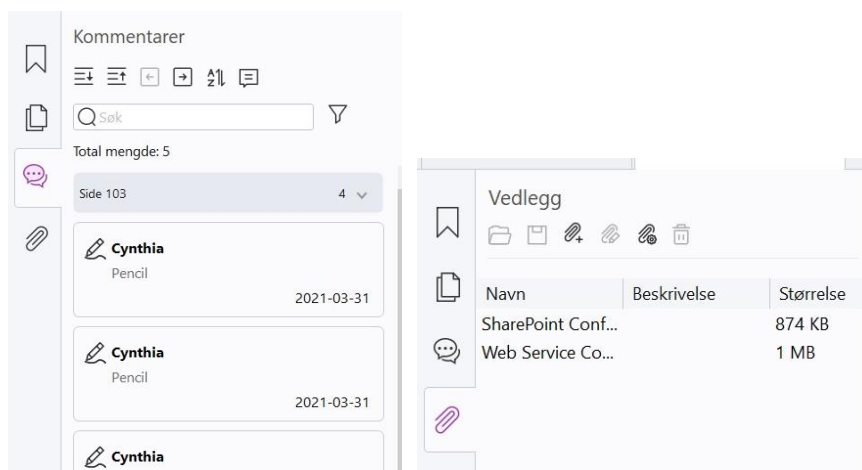 Kommentarer
Søk
Total mengde: 5
Side 103 4
Cynthia
Pencil
2021-03-31
Cynthia
Pencil
2021-03-31
Cynthia
Vedlegg
Navn Beskrivelse Størrelse
SharePoint Conf... 874 KB
Web Service Co... 1 MB